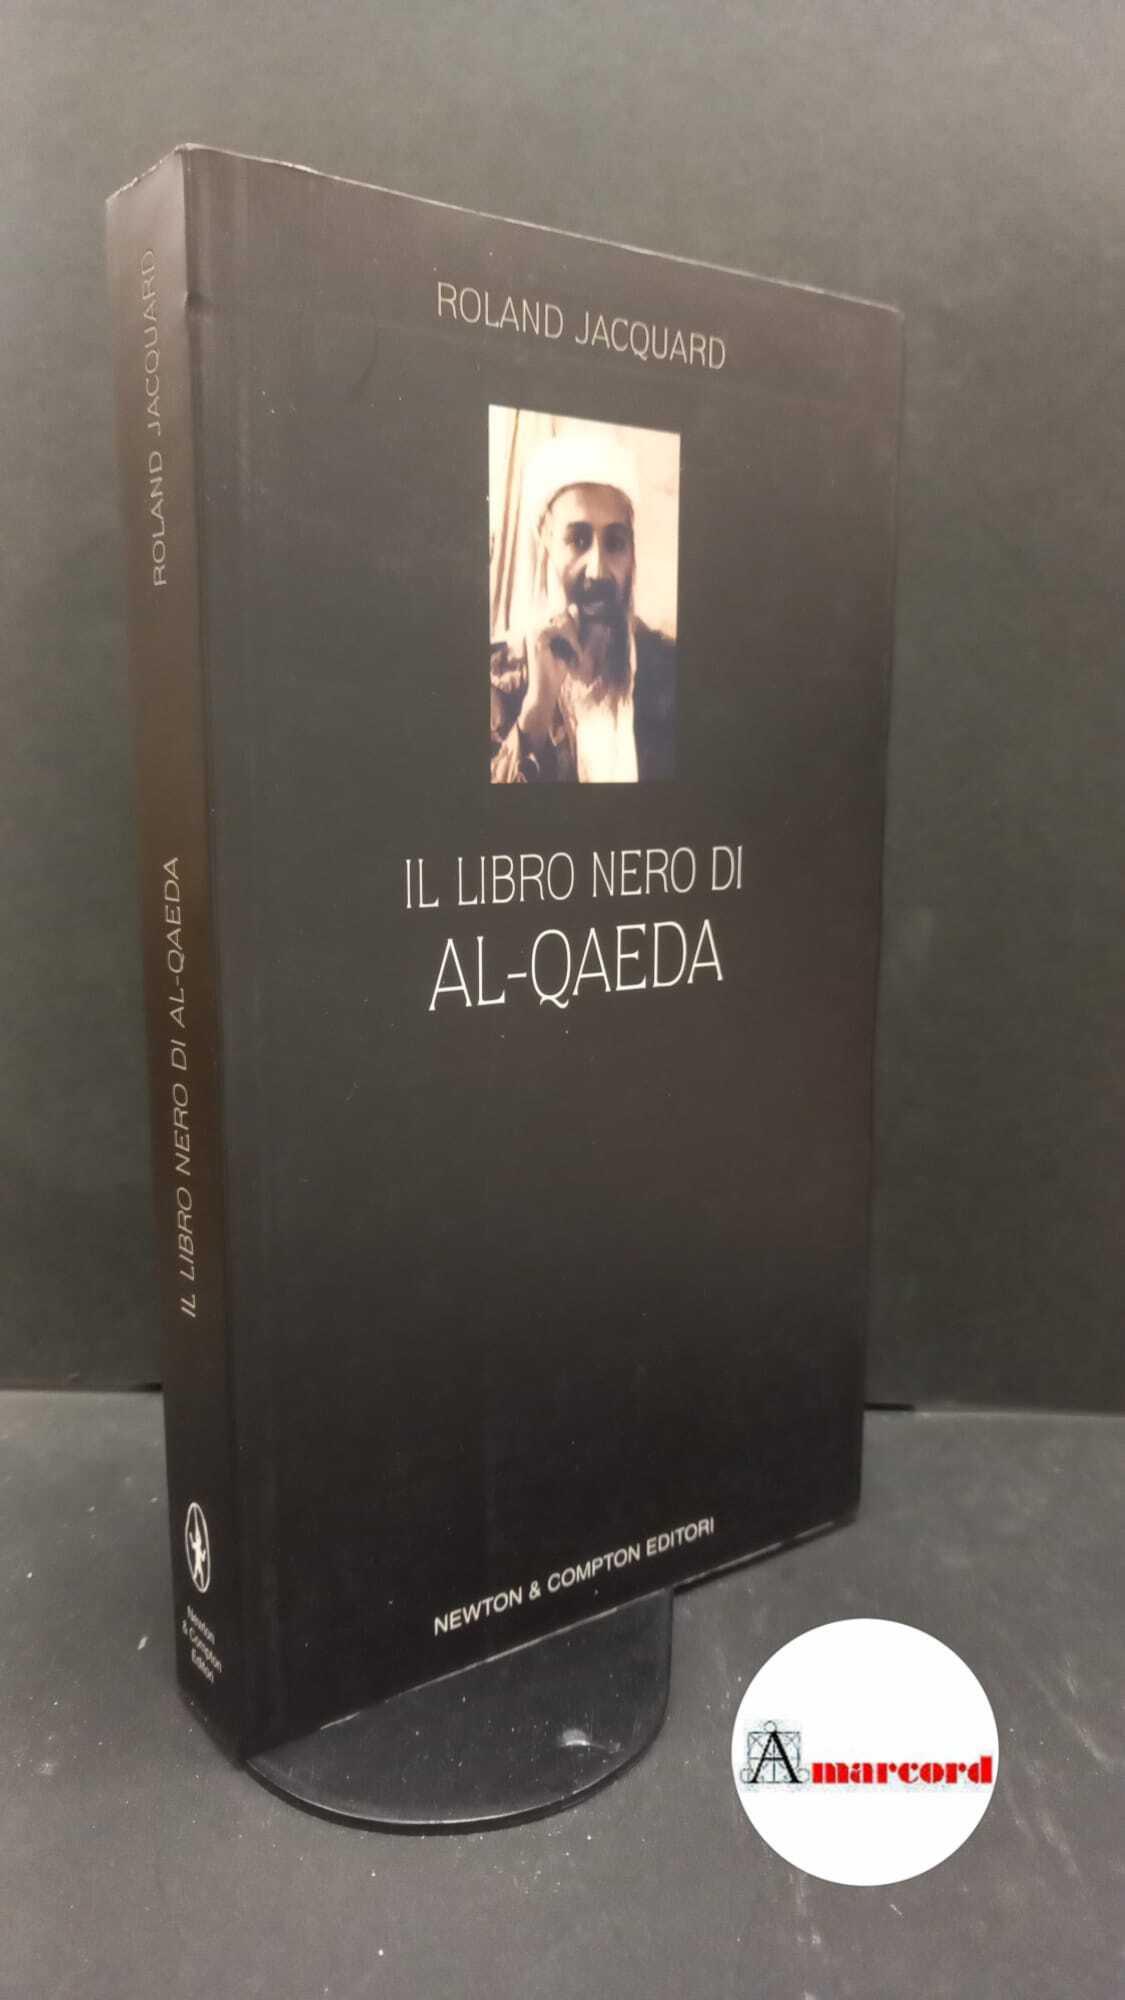 ROLAND JACQUARD
IL LIBRO NERO DI
AL-QAEDA
NEWTON & COMPTON EDITORI
ROLAND JACQUARD
IL LIBRO NERO DI AL-QAEDA
Newton
& Compton
Editori
Amarcord